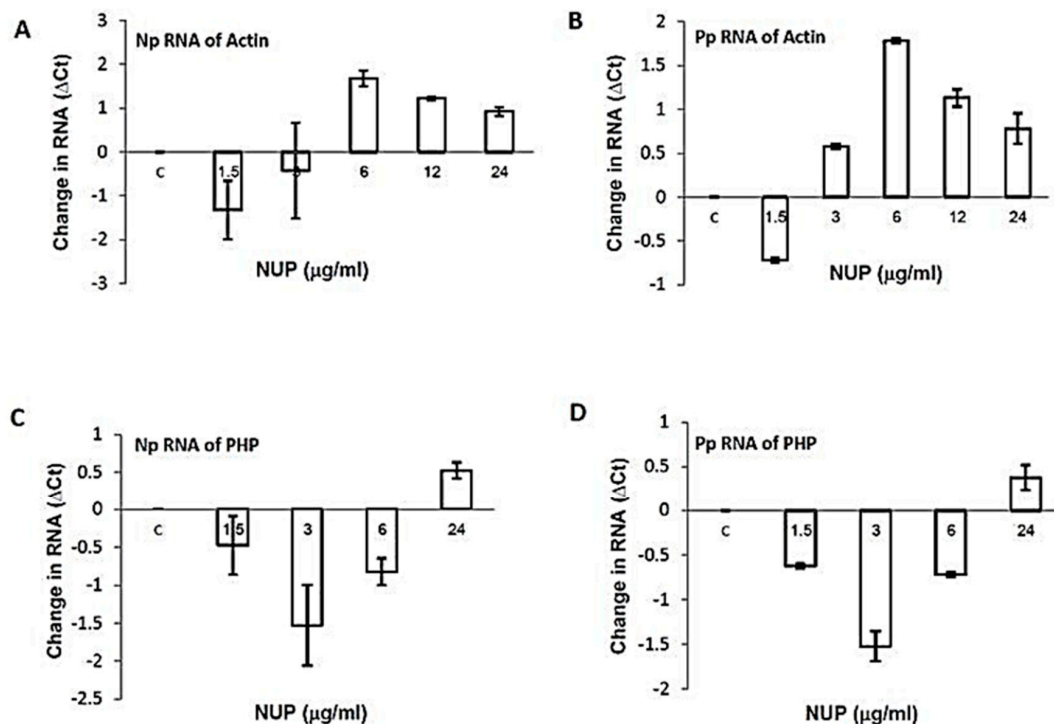 A
Np RNA of Actin
Change in RNA (ΔCt)
3
2
1
0
-1
-2
-3
C
1.5
3
6
12
24
NUP (μg/ml)
B
Pp RNA of Actin
Change in RNA (ΔCt)
2
1.5
1
0.5
0
-0.5
-1
C
1.5
3
6
12
24
NUP (μg/ml)
C
Np RNA of PHP
Change in RNA (ΔCt)
1
0.5
0
-0.5
-1
-1.5
-2
-2.5
C
1.5
3
6
24
NUP (μg/ml)
D
Pp RNA of PHP
Change in RNA (ΔCt)
1
0.5
0
-0.5
-1
-1.5
-2
C
1.5
3
6
24
NUP (μg/ml)